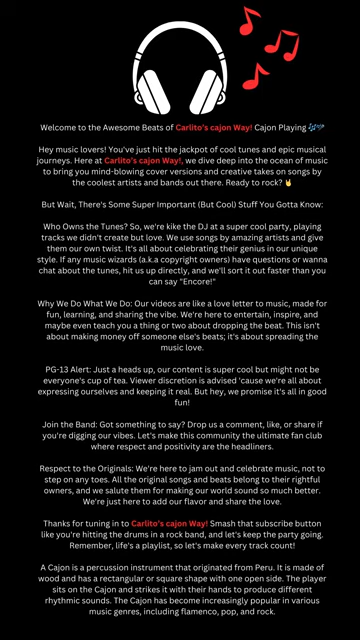 Welcome to the Awesome Beats of Carlito's cajon Way! Cajon Playing 🎶
Hey music lovers! You've just hit the jackpot of cool tunes and epic musical
journeys. Here at Carlito's cajon Way!, we dive deep into the ocean of music
to bring you mind-blowing cover versions and creative takes on songs by
the coolest artists and bands out there. Ready to rock? 🤘
But Wait, There's Some Super Important (But Cool) Stuff You Gotta Know:
Who Owns the Tunes? So, we're kike the DJ at a super cool party, playing
tracks we didn't create but love. We use songs by amazing artists and give
them our own twist. It's all about celebrating their genius in our unique
style. If any music wizards (a.k.a copyright owners) have questions or wanna
chat about the tunes, hit us up directly, and we'll sort it out faster than you
can say "Encore!"
Why We Do What We Do: Our videos are like a love letter to music, made for
fun, learning, and sharing the vibe. We're here to entertain, inspire, and
maybe even teach you a thing or two about dropping the beat. This isn't
about making money off someone else's beats; it's about spreading the
music love.
PG-13 Alert: Just a heads up, our content is super cool but might not be
everyone's cup of tea. Viewer discretion is advised 'cause we're all about
expressing ourselves and keeping it real. But hey, we promise it's all in good
fun!
Join the Band: Got something to say? Drop us a comment, like, or share if
you're digging our vibes. Let's make this community the ultimate fan club
where respect and positivity are the headliners.
Respect to the Originals: We're here to jam out and celebrate music, not to
step on any toes. All the original songs and beats belong to their rightful
owners, and we salute them for making our world sound so much better.
We're just here to add our flavor and share the love.
Thanks for tuning in to Carlito's cajon Way! Smash that subscribe button
like you're hitting the drums in a rock band, and let's keep the party going.
Remember, life's a playlist, so let's make every track count!
A Cajon is a percussion instrument that originated from Peru. It is made of
wood and has a rectangular or square shape with one open side. The player
sits on the Cajon and strikes it with their hands to produce different
rhythmic sounds. The Cajon has become increasingly popular in various
music genres, including flamenco, pop, and rock.